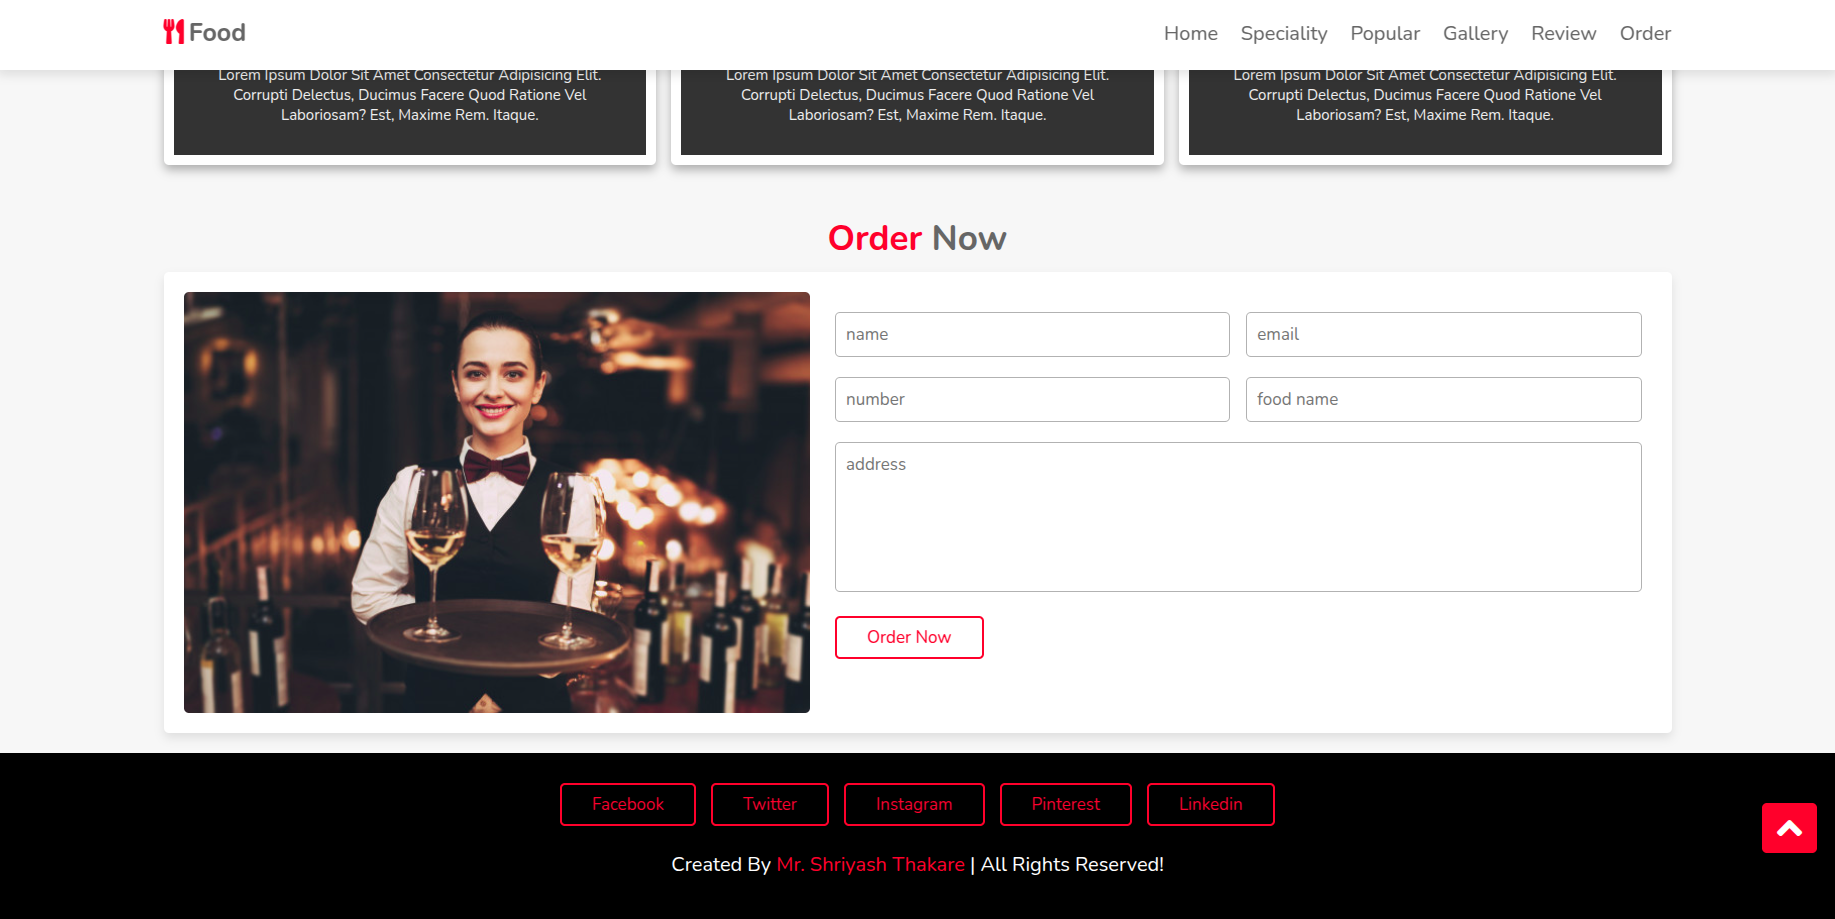 Food
Home Speciality Popular Gallery Review Order
Lorem Ipsum Dolor Sit Amet Consectetur Adipisicing Elit.
Corrupti Delectus, Ducimus Facere Quod Ratione Vel
Laboriosam? Est, Maxime Rem. Itaque.
Lorem Ipsum Dolor Sit Amet Consectetur Adipisicing Elit.
Corrupti Delectus, Ducimus Facere Quod Ratione Vel
Laboriosam? Est, Maxime Rem. Itaque.
Lorem Ipsum Dolor Sit Amet Consectetur Adipisicing Elit.
Corrupti Delectus, Ducimus Facere Quod Ratione Vel
Laboriosam? Est, Maxime Rem. Itaque.
Order Now
name
email
number
food name
address
Order Now
Facebook Twitter Instagram Pinterest Linkedin
Created By Mr. Shriyash Thakare | All Rights Reserved!